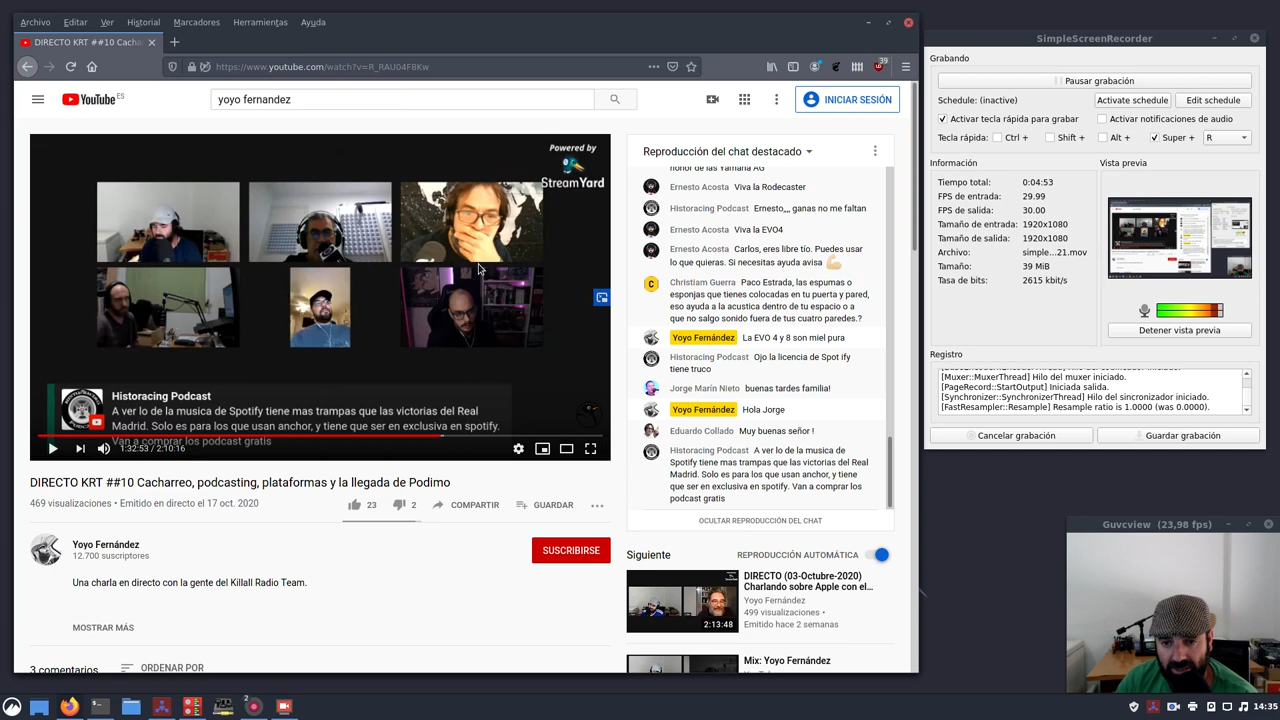 Archivo Editar Ver Historial Marcadores Herramientas Ayuda
DIRECTO KRT ##10 Cacha
https://www.youtube.com/watch?v=R_RAU04F8Kw
39
YouTube ES
yoyo fernandez
INICIAR SESIÓN
Powered by
StreamYard
Historacing Podcast
A ver lo de la musica de Spotify tiene mas trampas que las victorias del Real
Madrid. Solo es para los que usan anchor, y tiene que ser en exclusiva en spotify.
Van a comprar los podcast gratis
1:32:53 / 2:10:16
DIRECTO KRT ##10 Cacharreo, podcasting, plataformas y la llegada de Podimo
469 visualizaciones • Emitido en directo el 17 oct. 2020
23 2 COMPARTIR GUARDAR
Yoyo Fernández
12.700 suscriptores
SUSCRIBIRSE
Una charla en directo con la gente del Killall Radio Team.
MOSTRAR MÁS
3 comentarios ORDENAR POR
Reproducción del chat destacado
honor de las Yamaha AG
Ernesto Acosta Viva la Rodecaster
Historacing Podcast Ernesto,,,, ganas no me faltan
Ernesto Acosta Viva la EVO4
Ernesto Acosta Carlos, eres libre tío. Puedes usar
lo que quieras. Si necesitas ayuda avisa
C
Christiam Guerra Paco Estrada, las espumas o
esponjas que tienes colocadas en tu puerta y pared,
eso ayuda a la acustica dentro de tu espacio o a
que no salgo sonido fuera de tus cuatro paredes.?
Yoyo Fernández La EVO 4 y 8 son miel pura
Historacing Podcast Ojo la licencia de Spot ify
tiene truco
Jorge Marín Nieto buenas tardes familia!
Yoyo Fernández Hola Jorge
Eduardo Collado Muy buenas señor !
Historacing Podcast A ver lo de la musica de
Spotify tiene mas trampas que las victorias del Real
Madrid. Solo es para los que usan anchor, y tiene
que ser en exclusiva en spotify. Van a comprar los
podcast gratis
OCULTAR REPRODUCCIÓN DEL CHAT
Siguiente REPRODUCCIÓN AUTOMÁTICA
DIRECTO (03-Octubre-2020)
Charlando sobre Apple con el…
Yoyo Fernández
499 visualizaciones •
Emitido hace 2 semanas
2:13:48
Mix: Yoyo Fernández
SimpleScreenRecorder
Grabando
Pausar grabación
Schedule: (inactive) Activate schedule Edit schedule
Activar tecla rápida para grabar Activar notificaciones de audio
Tecla rápida: Ctrl + Shift + Alt + Super + R
Información
Tiempo total: 0:04:53
FPS de entrada: 29.99
FPS de salida: 30.00
Tamaño de entrada: 1920x1080
Tamaño de salida: 1920x1080
Archivo: simple...21.mov
Tamaño: 39 MiB
Tasa de bits: 2615 kbit/s
Vista previa
Detener vista previa
Registro
[Muxer::MuxerThread] Hilo del muxer iniciado.
[PageRecord::StartOutput] Iniciada salida.
[Synchronizer::SynchronizerThread] Hilo del sincronizador iniciado.
[FastResampler::Resample] Resample ratio is 1.0000 (was 0.0000).
Cancelar grabación Guardar grabación
Guvcview (23,98 fps)
2
14:35